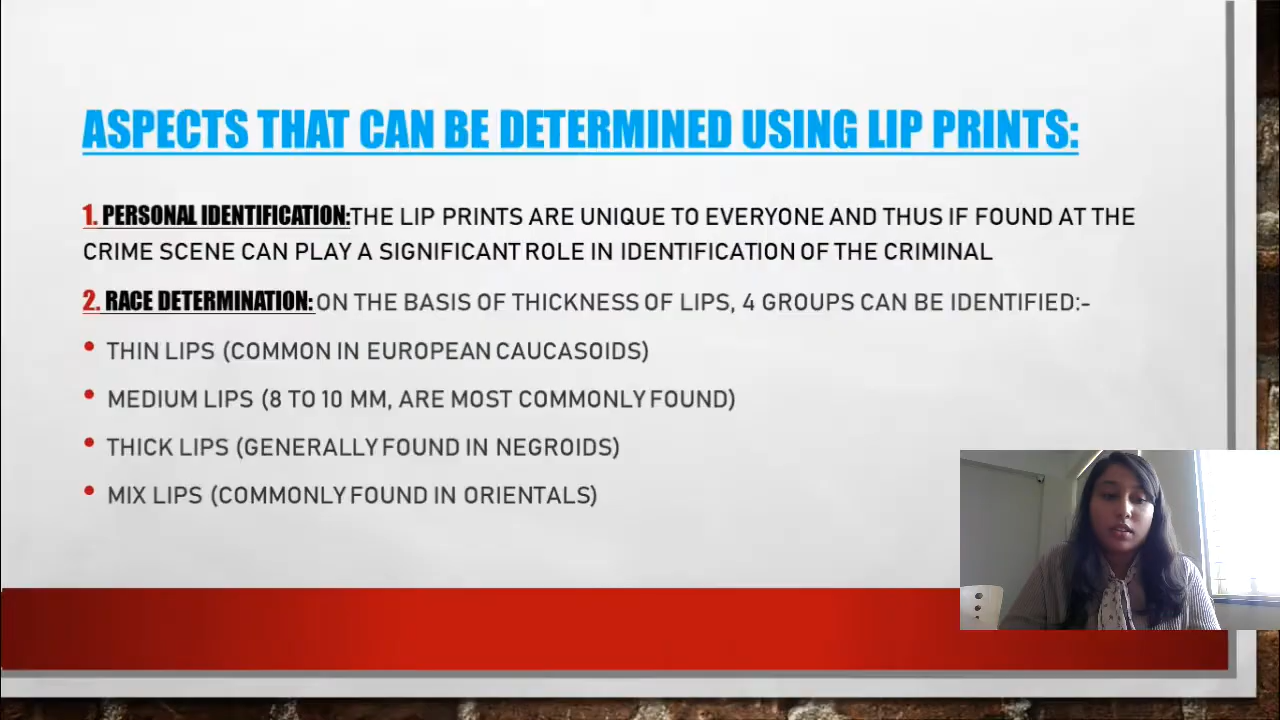 ASPECTS THAT CAN BE DETERMINED USING LIP PRINTS:
1. PERSONAL IDENTIFICATION:THE LIP PRINTS ARE UNIQUE TO EVERYONE AND THUS IF FOUND AT THE
CRIME SCENE CAN PLAY A SIGNIFICANT ROLE IN IDENTIFICATION OF THE CRIMINAL
2. RACE DETERMINATION: ON THE BASIS OF THICKNESS OF LIPS, 4 GROUPS CAN BE IDENTIFIED:-
• THIN LIPS (COMMON IN EUROPEAN CAUCASOIDS)
• MEDIUM LIPS (8 TO 10 MM, ARE MOST COMMONLY FOUND)
• THICK LIPS (GENERALLY FOUND IN NEGROIDS)
• MIX LIPS (COMMONLY FOUND IN ORIENTALS)